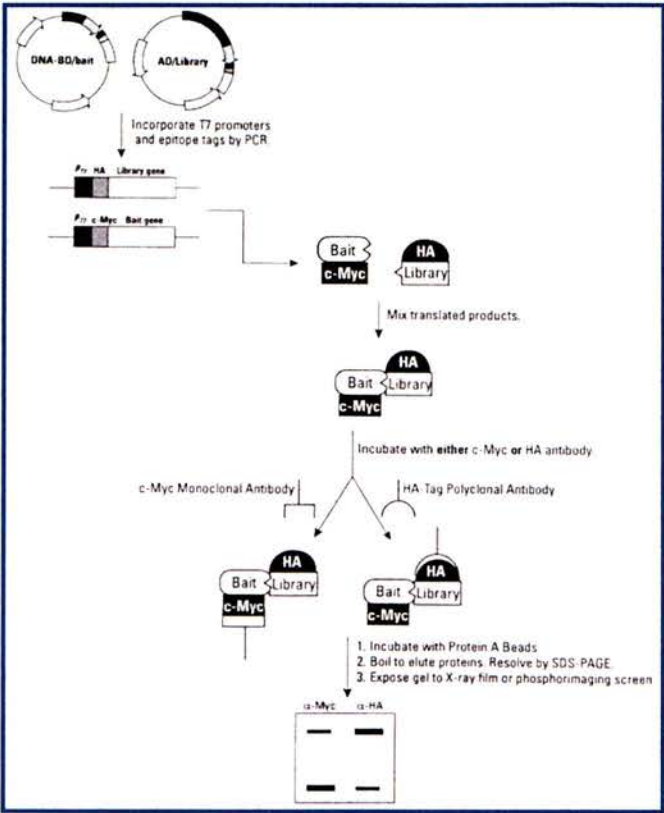 DNA-BD/bait
AD/Library
Incorporate T7 promoters
and epitope tags by PCR.
PT7 HA Library gene
PT7 c-Myc Bait gene
Bait
c-Myc
HA
Library
Mix translated products.
HA
Bait Library
c-Myc
Incubate with either c-Myc or HA antibody
c-Myc Monoclonal Antibody
HA-Tag Polyclonal Antibody
HA
Bait Library
c-Myc
HA
Bait Library
c-Myc
1. Incubate with Protein A Beads
2. Boil to elute proteins. Resolve by SDS-PAGE.
3. Expose gel to X-ray film or phosphorimaging screen
α-Myc α-HA